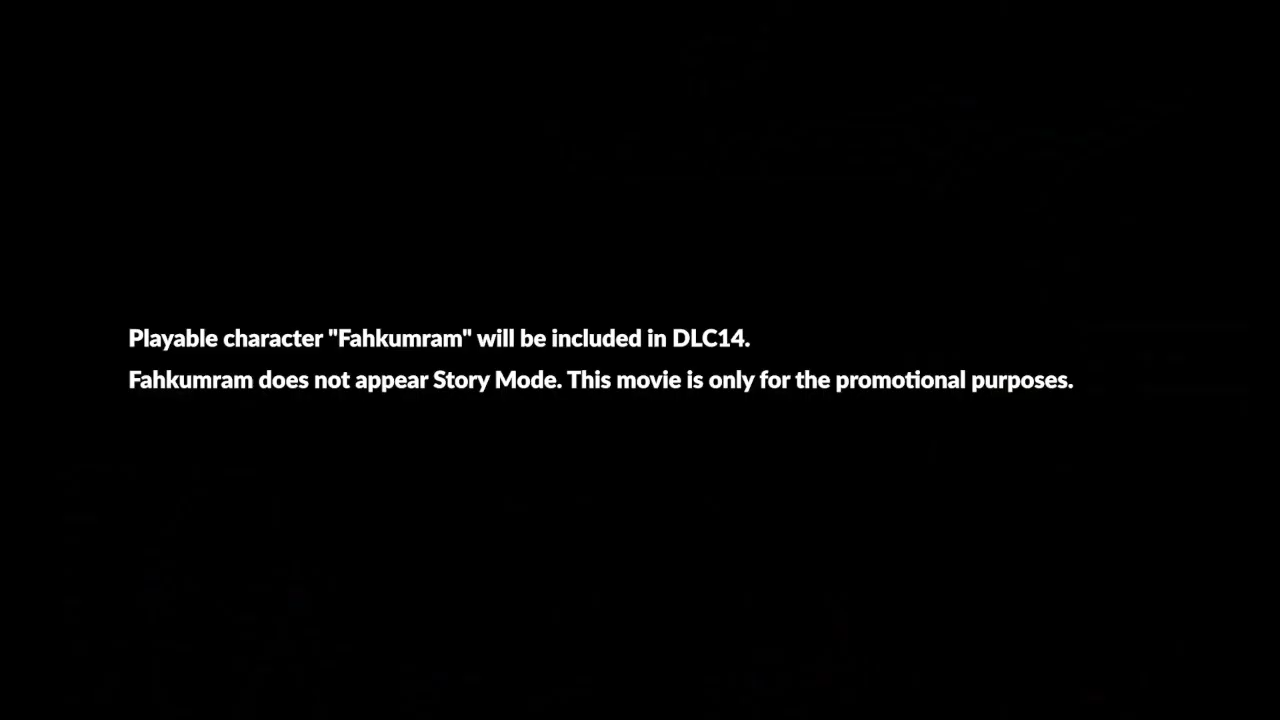 Playable character "Fahkumram" will be included in DLC14.
Fahkumram does not appear Story Mode. This movie is only for the promotional purposes.